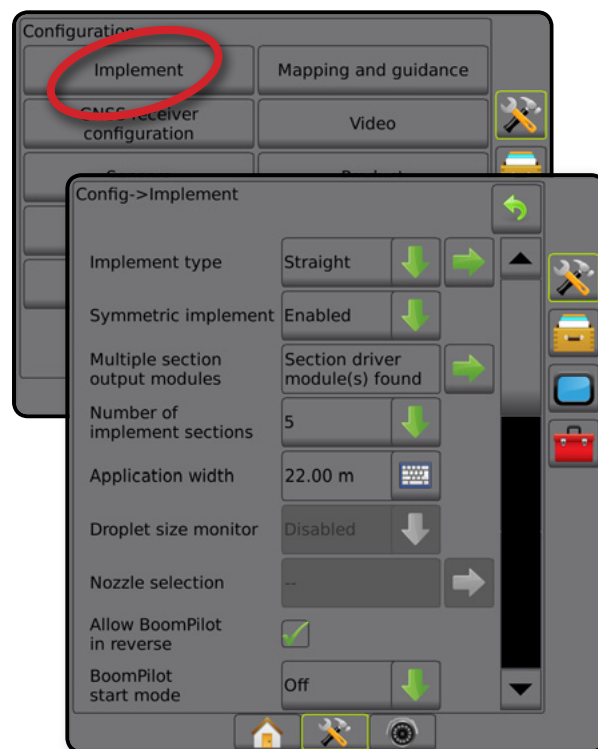 Configuration
Implement
Mapping and guidance
GNSS receiver
configuration
Video
Config->Implement
Implement type
Straight
Symmetric implement
Enabled
Multiple section
output modules
Section driver
module(s) found
Number of
implement sections
5
Application width
22.00 m
Droplet size monitor
Disabled
Nozzle selection
--
Allow BoomPilot
in reverse
BoomPilot
start mode
Off